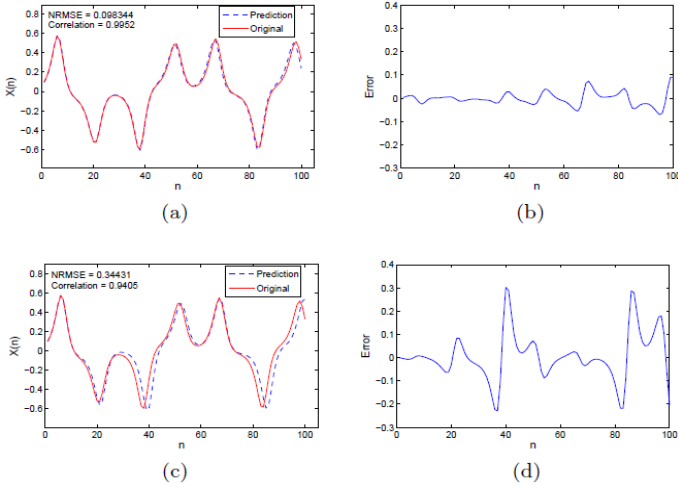 NRMSE = 0.098344
Correlation = 0.9952
Prediction
Original
0.8
0.6
0.4
0.2
0
-0.2
-0.4
-0.6
0 20 40 60 80 100
X(n)
n
(a)
0.4
0.3
0.2
0.1
0
-0.1
-0.2
-0.3
0 20 40 60 80 100
Error
n
(b)
NRMSE = 0.34431
Correlation = 0.9405
Prediction
Original
0.8
0.6
0.4
0.2
0
-0.2
-0.4
-0.6
0 20 40 60 80 100
X(n)
n
(c)
0.4
0.3
0.2
0.1
0
-0.1
-0.2
-0.3
0 20 40 60 80 100
Error
n
(d)